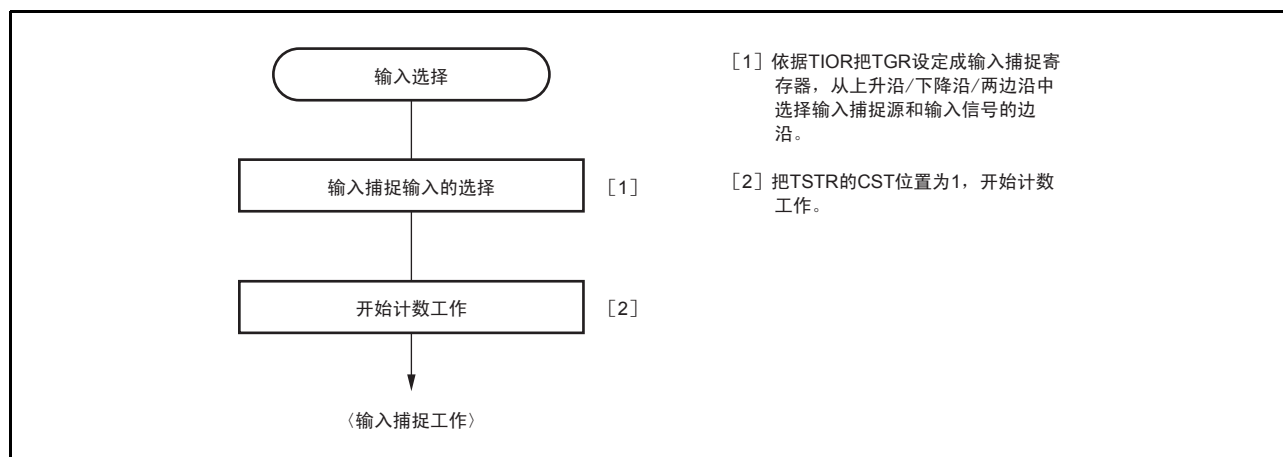 输入选择
输入捕捉输入的选择
［1］
开始计数工作
［2］
〈输入捕捉工作〉
［1］依据TIOR把TGR设定成输入捕捉寄
存器，从上升沿/下降沿/两边沿中
选择输入捕捉源和输入信号的边
沿。
［2］把TSTR的CST位置为1，开始计数
工作。